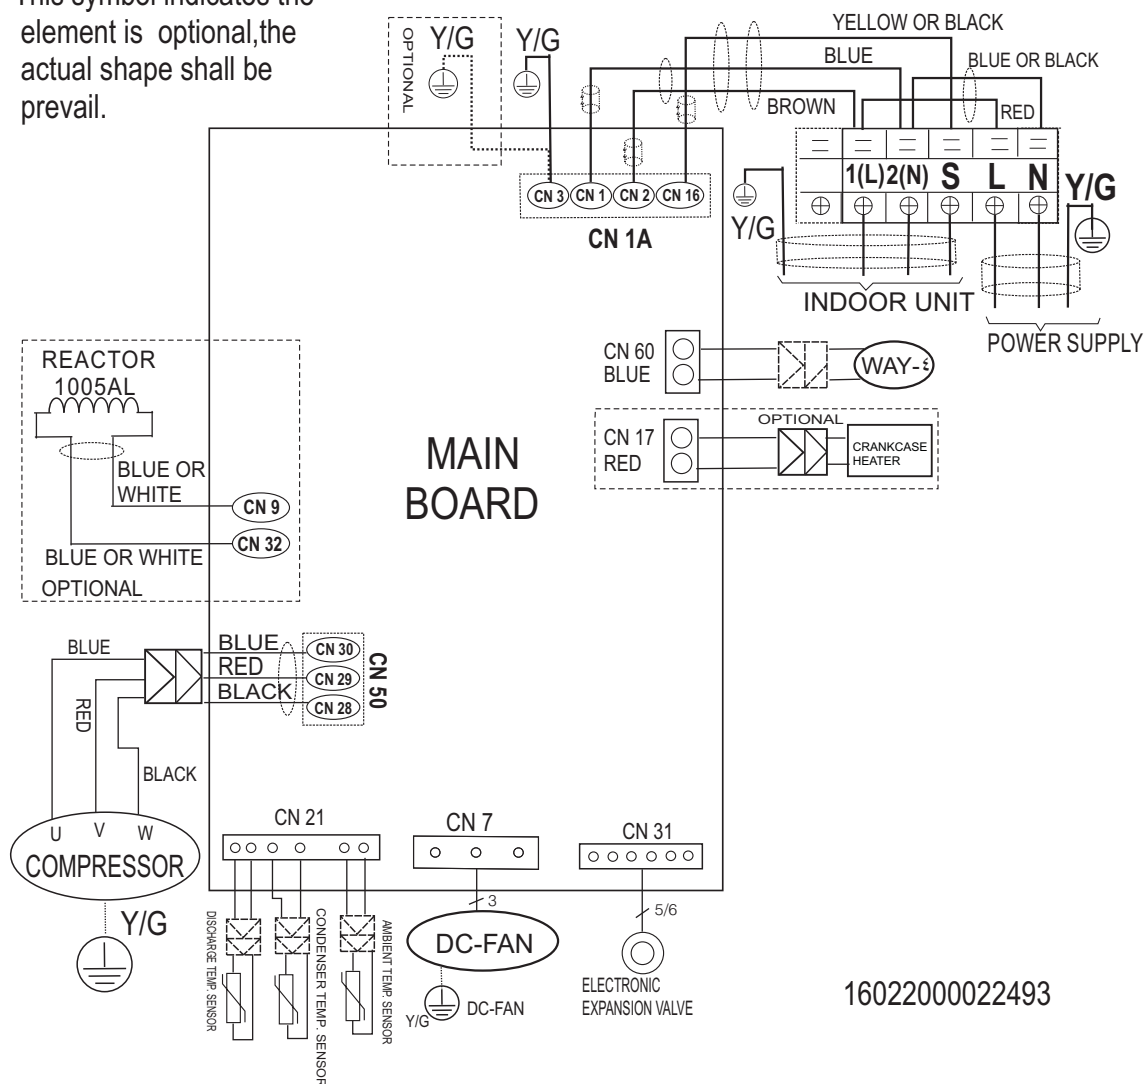 This symbol indicates the
element is optional,the
actual shape shall be
prevail.
OPTIONAL
Y/G
Y/G
YELLOW OR BLACK
BLUE
BLUE OR BLACK
BROWN
RED
1(L) 2(N) S L N
Y/G
Y/G
CN 3 CN 1 CN 2 CN 16
CN 1A
INDOOR UNIT
POWER SUPPLY
REACTOR
1005AL
BLUE OR
WHITE
CN 9
CN 32
BLUE OR WHITE
OPTIONAL
MAIN
BOARD
CN 60
BLUE
WAY-٤
OPTIONAL
CN 17
RED
CRANKCASE
HEATER
BLUE
RED
BLACK
BLUE
RED
BLACK
CN 30
CN 29
CN 28
CN 50
U V W
COMPRESSOR
Y/G
CN 21
DISCHARGE TEMP. SENSOR
CONDENSER TEMP. SENSOR
AMBIENT TEMP. SENSOR
CN 7
3
DC-FAN
Y/G
DC-FAN
CN 31
5/6
ELECTRONIC
EXPANSION VALVE
16022000022493